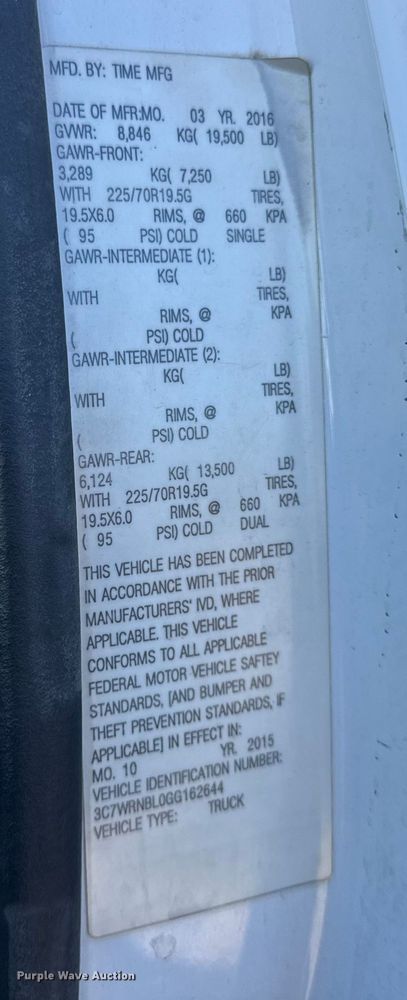 MFD. BY: TIME MFG
DATE OF MFR:MO. 03 YR. 2016
GVWR: 8,846 KG( 19,500 LB)
GAWR-FRONT:
3,289 KG( 7,250 LB)
WITH 225/70R19.5G TIRES,
19.5X6.0 RIMS, @ 660 KPA
( 95 PSI) COLD SINGLE
GAWR-INTERMEDIATE (1):
KG( LB)
WITH TIRES,
RIMS, @ KPA
( PSI) COLD
GAWR-INTERMEDIATE (2):
KG( LB)
WITH TIRES,
RIMS, @ KPA
( PSI) COLD
GAWR-REAR:
6,124 KG( 13,500 LB)
WITH 225/70R19.5G TIRES,
19.5X6.0 RIMS, @ 660 KPA
( 95 PSI) COLD DUAL
THIS VEHICLE HAS BEEN COMPLETED
IN ACCORDANCE WITH THE PRIOR
MANUFACTURERS' IVD, WHERE
APPLICABLE. THIS VEHICLE
CONFORMS TO ALL APPLICABLE
FEDERAL MOTOR VEHICLE SAFTEY
STANDARDS, [AND BUMPER AND
THEFT PREVENTION STANDARDS, IF
APPLICABLE] IN EFFECT IN:
MO. 10 YR. 2015
VEHICLE IDENTIFICATION NUMBER:
3C7WRNBL0GG162644
VEHICLE TYPE: TRUCK
Purple Wave Auction